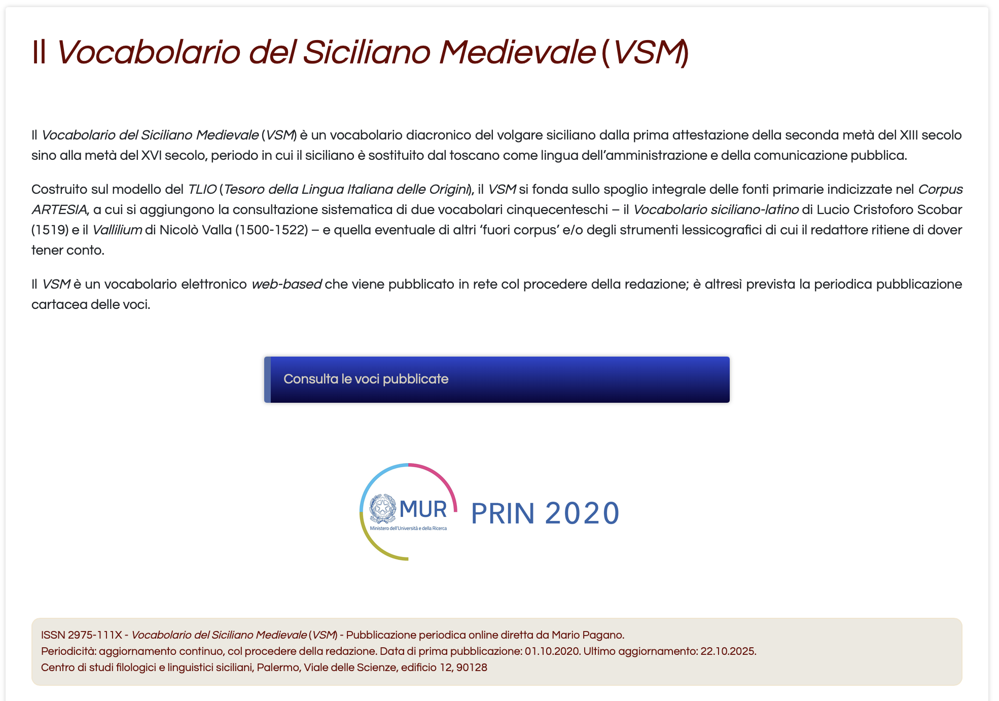 Il Vocabolario del Siciliano Medievale (VSM)
Il Vocabolario del Siciliano Medievale (VSM) è un vocabolario diacronico del volgare siciliano dalla prima attestazione della seconda metà del XIII secolo
sino alla metà del XVI secolo, periodo in cui il siciliano è sostituito dal toscano come lingua dell’amministrazione e della comunicazione pubblica.
Costruito sul modello del TLIO (Tesoro della Lingua Italiana delle Origini), il VSM si fonda sullo spoglio integrale delle fonti primarie indicizzate nel Corpus
ARTESIA, a cui si aggiungono la consultazione sistematica di due vocabolari cinquecenteschi – il Vocabolario siciliano-latino di Lucio Cristoforo Scobar
(1519) e il Vallilium di Nicolò Valla (1500-1522) – e quella eventuale di altri ‘fuori corpus’ e/o degli strumenti lessicografici di cui il redattore ritiene di dover
tener conto.
Il VSM è un vocabolario elettronico web-based che viene pubblicato in rete col procedere della redazione; è altresì prevista la periodica pubblicazione
cartacea delle voci.
Consulta le voci pubblicate
MUR
Ministero dell'Università e della Ricerca
PRIN 2020
ISSN 2975-111X - Vocabolario del Siciliano Medievale (VSM) - Pubblicazione periodica online diretta da Mario Pagano.
Periodicità: aggiornamento continuo, col procedere della redazione. Data di prima pubblicazione: 01.10.2020. Ultimo aggiornamento: 22.10.2025.
Centro di studi filologici e linguistici siciliani, Palermo, Viale delle Scienze, edificio 12, 90128